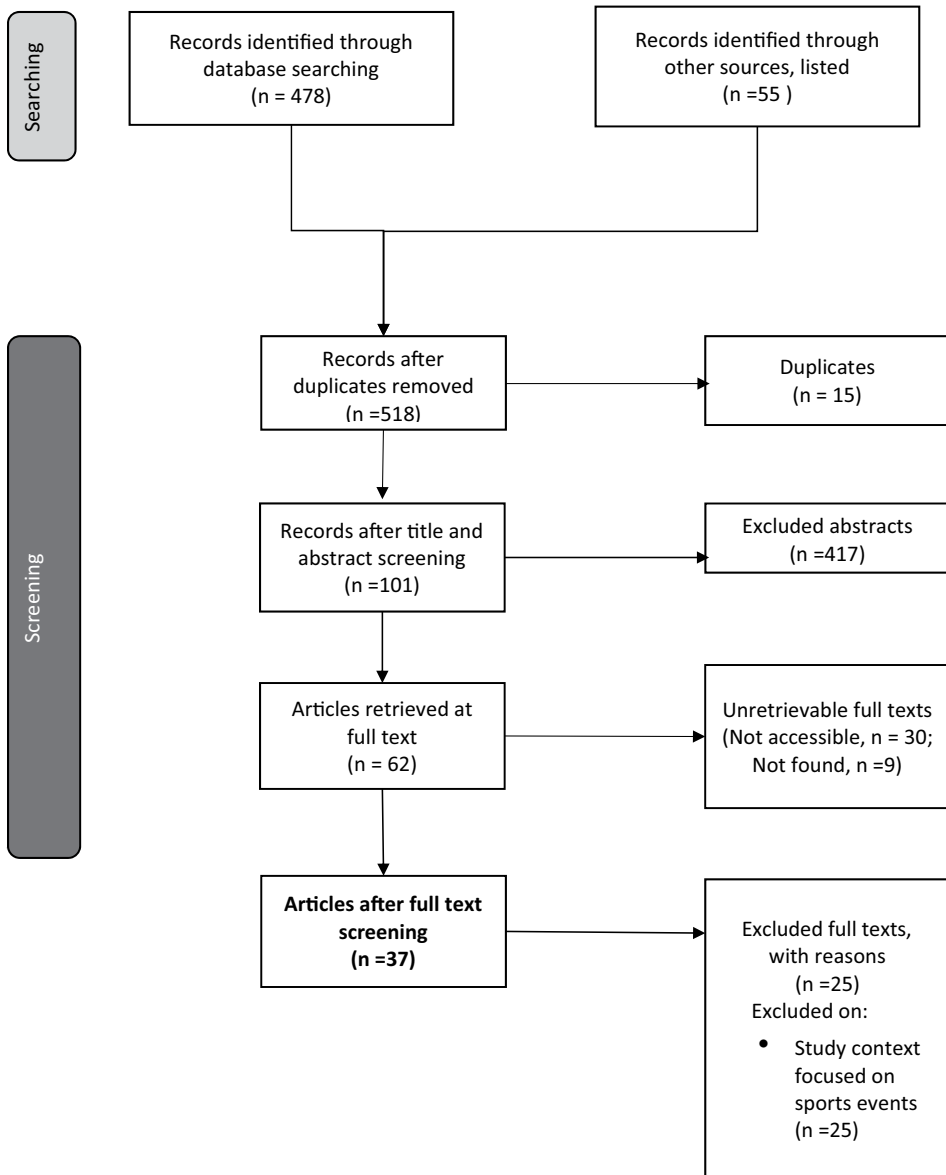 Searching
Records identified through
database searching
(n = 478)
Records identified through
other sources, listed
(n =55 )
Screening
Records after
duplicates removed
(n =518)
Duplicates
(n = 15)
Records after title and
abstract screening
(n =101)
Excluded abstracts
(n =417)
Articles retrieved at
full text
(n = 62)
Unretrievable full texts
(Not accessible, n = 30;
Not found, n =9)
Articles after full text
screening
(n =37)
Excluded full texts,
with reasons
(n =25)
Excluded on:
• Study context
focused on
sports events
(n =25)